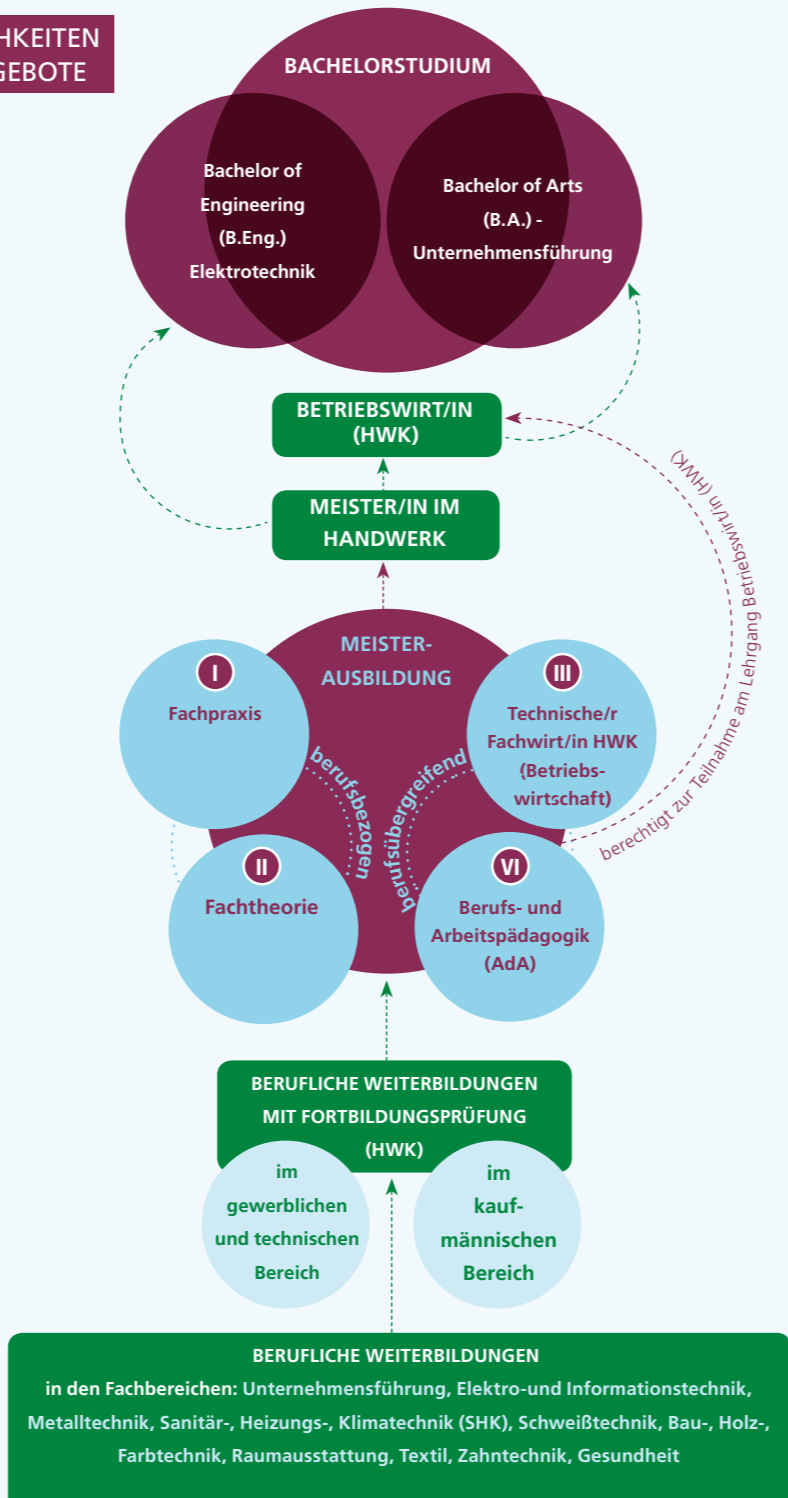 HKEITEN
GEBOTE
BACHELORSTUDIUM
Bachelor of
Engineering
(B.Eng.)
Elektrotechnik
Bachelor of Arts
(B.A.) -
Unternehmensführung
BETRIEBSWIRT/IN
(HWK)
MEISTER/IN IM
HANDWERK
berechtigt zur Teilnahme am Lehrgang Betriebswirt/in (HWK)
MEISTER-
AUSBILDUNG
I
Fachpraxis
III
Technische/r
Fachwirt/in HWK
(Betriebs-
wirtschaft)
berufsbezogen
berufsübergreifend
II
Fachtheorie
VI
Berufs- und
Arbeitspädagogik
(AdA)
BERUFLICHE WEITERBILDUNGEN
MIT FORTBILDUNGSPRÜFUNG
(HWK)
im
gewerblichen
und technischen
Bereich
im
kauf-
männischen
Bereich
BERUFLICHE WEITERBILDUNGEN
in den Fachbereichen: Unternehmensführung, Elektro-und Informationstechnik,
Metalltechnik, Sanitär-, Heizungs-, Klimatechnik (SHK), Schweißtechnik, Bau-, Holz-,
Farbtechnik, Raumausstattung, Textil, Zahntechnik, Gesundheit